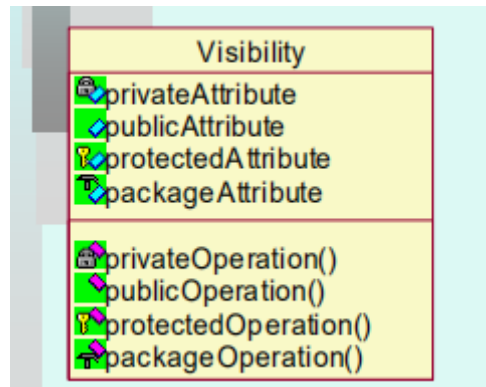 Visibility
privateAttribute
publicAttribute
protectedAttribute
packageAttribute
privateOperation()
publicOperation()
protectedOperation()
packageOperation()